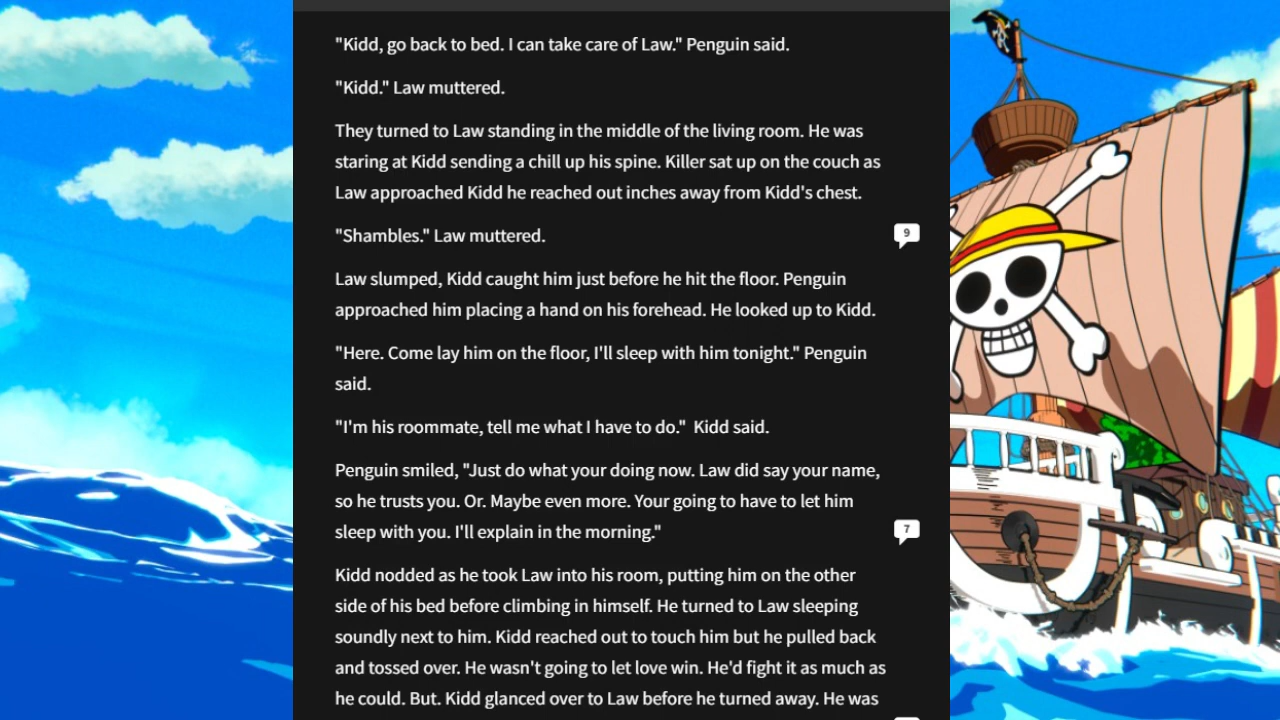 "Kidd, go back to bed. I can take care of Law." Penguin said.
"Kidd." Law muttered.
They turned to Law standing in the middle of the living room. He was
staring at Kidd sending a chill up his spine. Killer sat up on the couch as
Law approached Kidd he reached out inches away from Kidd's chest.
"Shambles." Law muttered.
9
Law slumped, Kidd caught him just before he hit the floor. Penguin
approached him placing a hand on his forehead. He looked up to Kidd.
"Here. Come lay him on the floor, I'll sleep with him tonight." Penguin
said.
"I'm his roommate, tell me what I have to do."  Kidd said.
Penguin smiled, "Just do what your doing now. Law did say your name,
so he trusts you. Or. Maybe even more. Your going to have to let him
sleep with you. I'll explain in the morning."
7
Kidd nodded as he took Law into his room, putting him on the other
side of his bed before climbing in himself. He turned to Law sleeping
soundly next to him. Kidd reached out to touch him but he pulled back
and tossed over. He wasn't going to let love win. He'd fight it as much as
he could. But. Kidd glanced over to Law before he turned away. He was